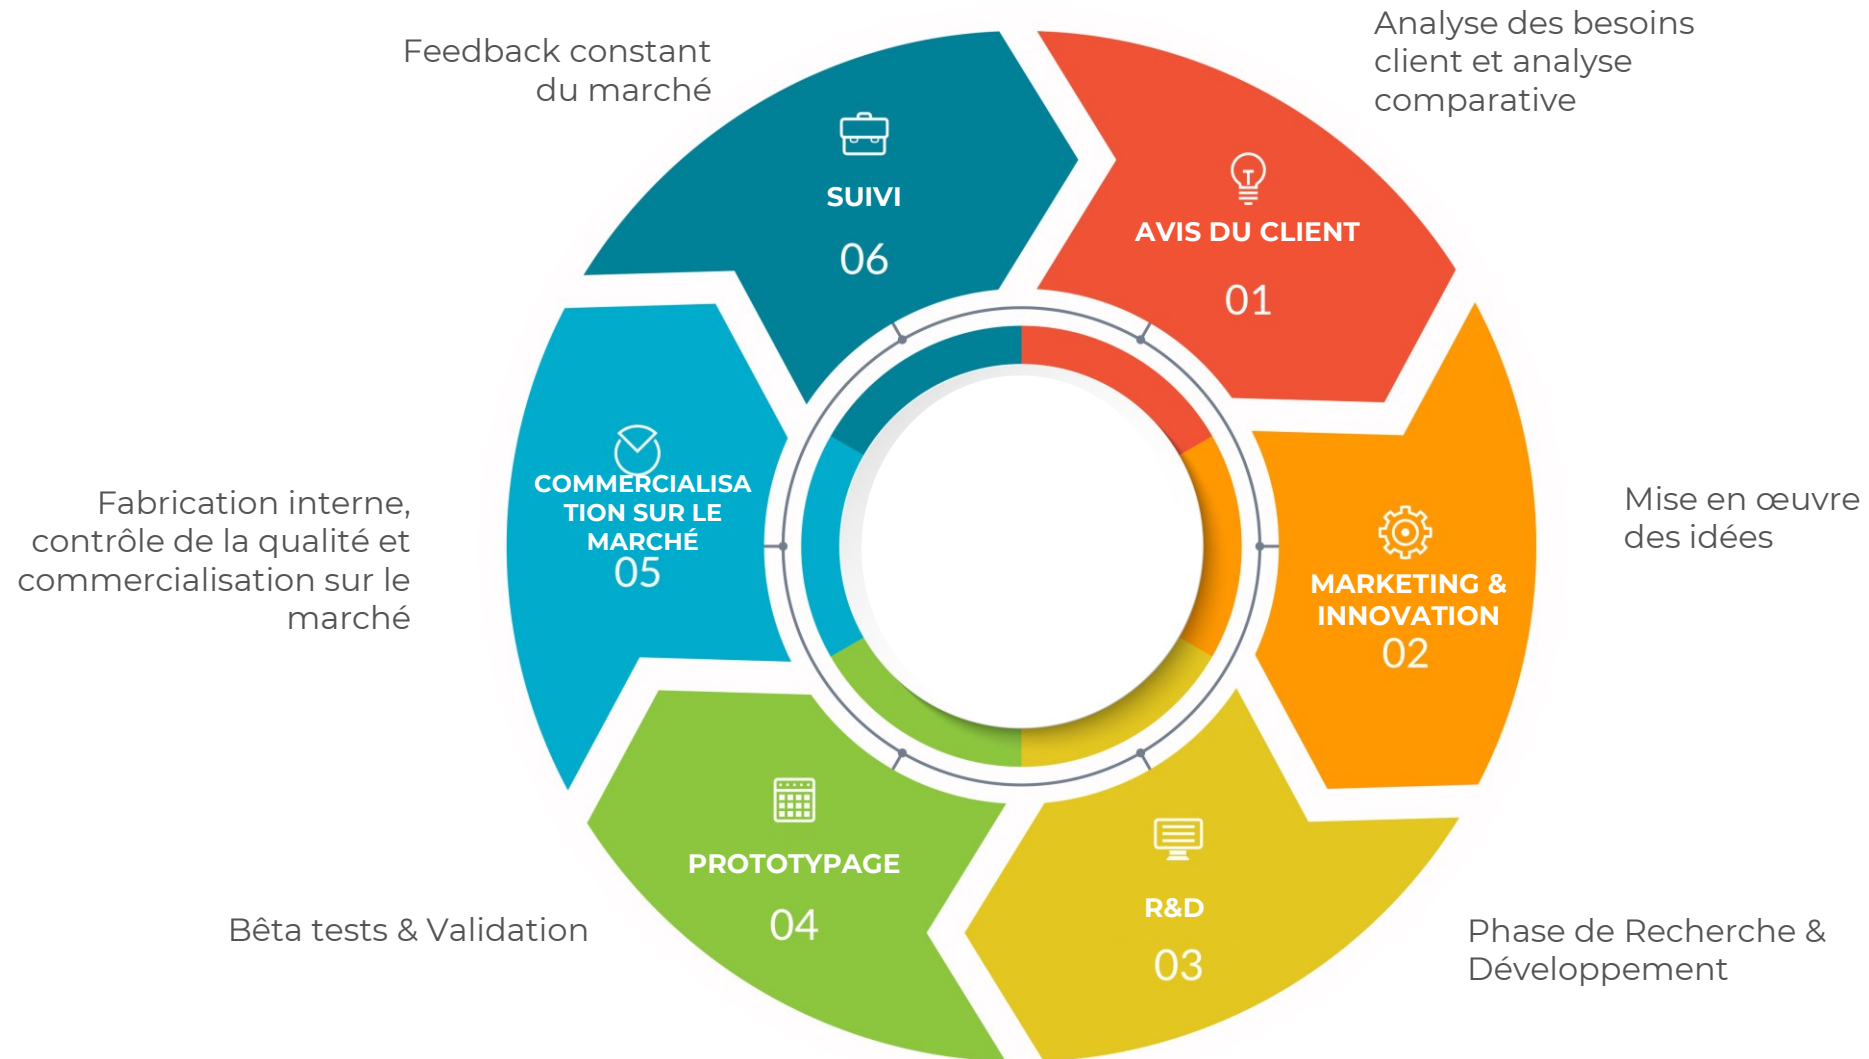 Analyse des besoins
client et analyse
comparative
AVIS DU CLIENT
01
Mise en œuvre
des idées
MARKETING &
INNOVATION
02
Phase de Recherche &
Développement
R&D
03
Bêta tests & Validation
PROTOTYPAGE
04
Fabrication interne,
contrôle de la qualité et
commercialisation sur le
marché
COMMERCIALISA
TION SUR LE
MARCHÉ
05
Feedback constant
du marché
SUIVI
06